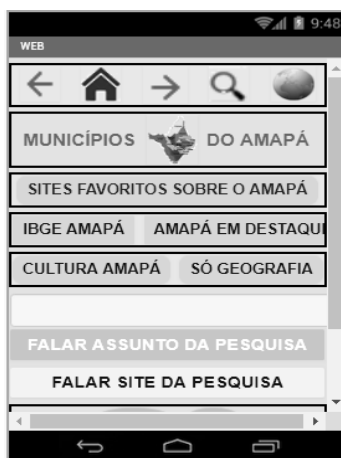 9:48
WEB
MUNICÍPIOS DO AMAPÁ
SITES FAVORITOS SOBRE O AMAPÁ
IBGE AMAPÁ AMAPÁ EM DESTAQU
CULTURA AMAPÁ SÓ GEOGRAFIA
FALAR ASSUNTO DA PESQUISA
FALAR SITE DA PESQUISA